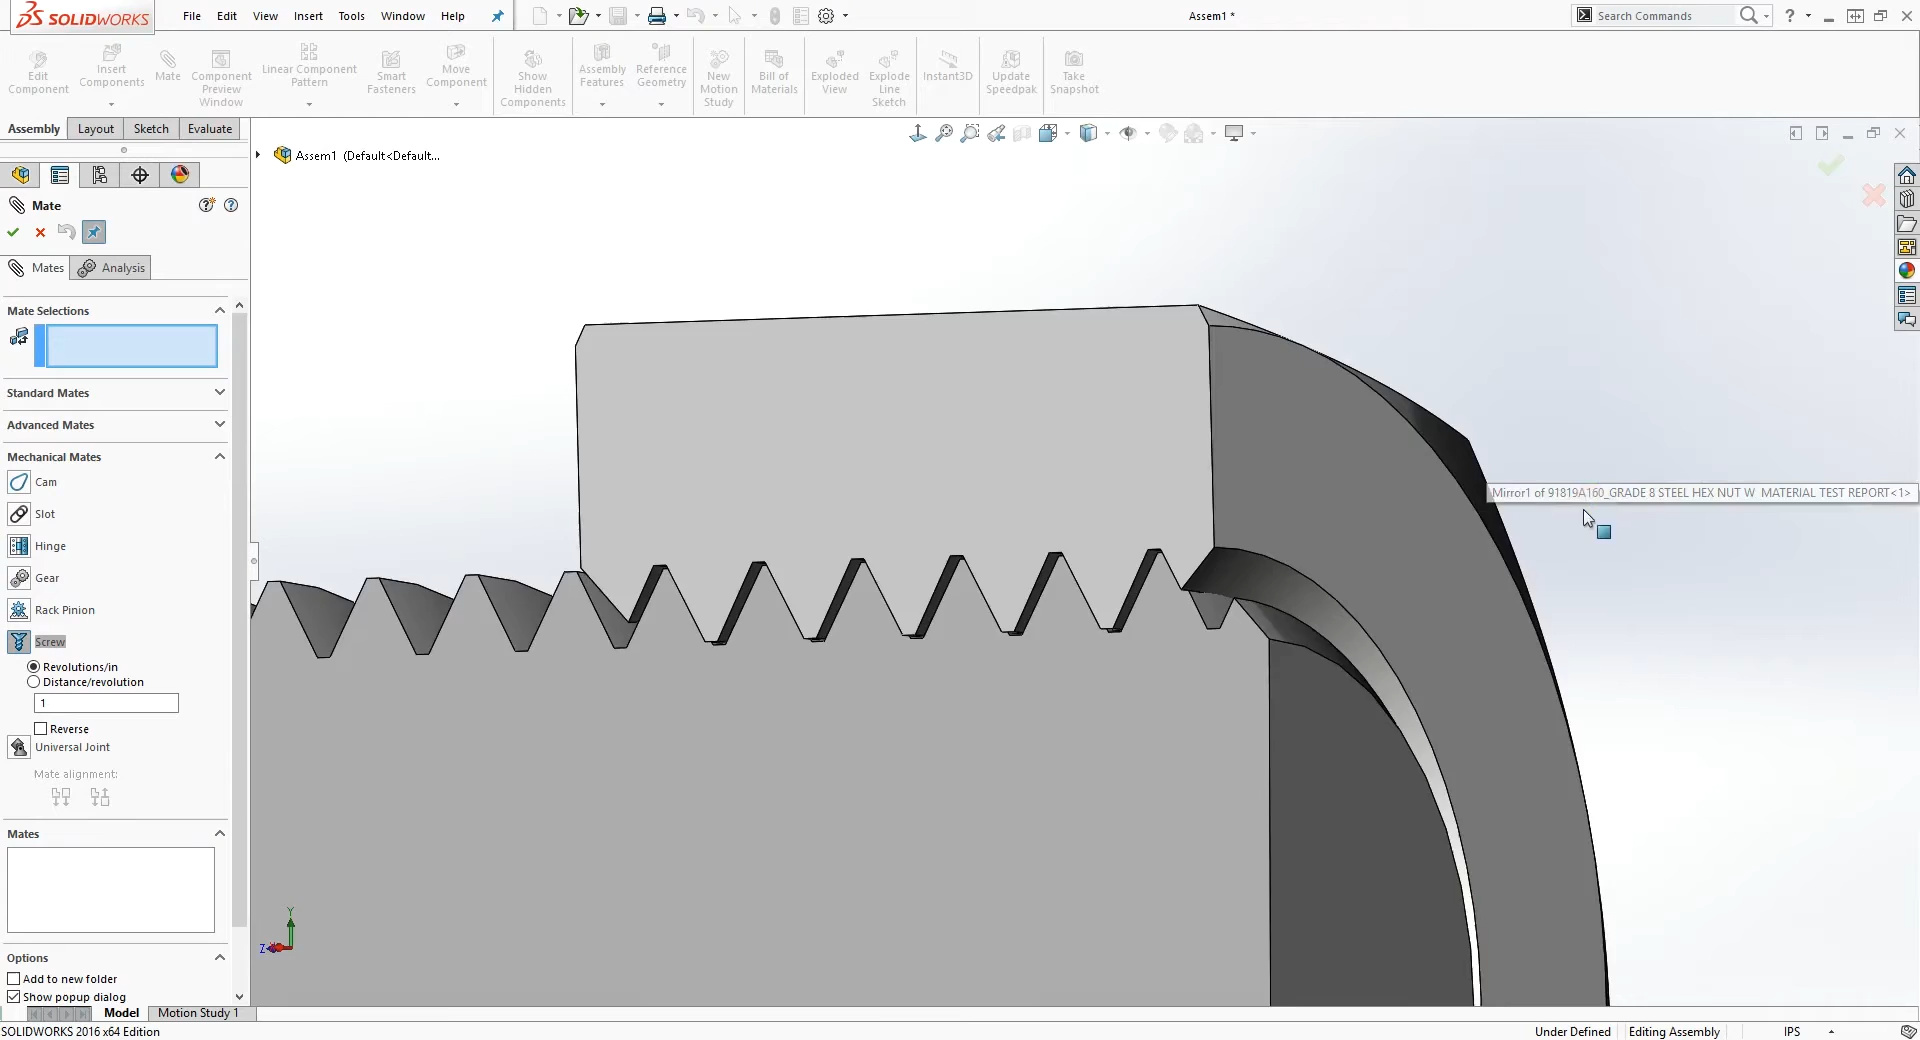 SOLIDWORKS
File
Edit
View
Insert
Tools
Window
Help
Assem1 *
Search Commands
?
Edit
Component
Insert
Components
Mate
Component
Preview
Window
Linear Component
Pattern
Smart
Fasteners
Move
Component
Show
Hidden
Components
Assembly
Features
Reference
Geometry
New
Motion
Study
Bill of
Materials
Exploded
View
Explode
Line
Sketch
Instant3D
Update
Speedpak
Take
Snapshot
Assembly
Layout
Sketch
Evaluate
Assem1 (Default<Default...
Mate
Mates
Analysis
Mate Selections
Standard Mates
Advanced Mates
Mechanical Mates
Cam
Slot
Hinge
Gear
Rack Pinion
Screw
Revolutions/in
Distance/revolution
1
Reverse
Universal Joint
Mate alignment:
Mates
Options
Add to new folder
Show popup dialog
Mirror1 of 91819A160_GRADE 8 STEEL HEX NUT W MATERIAL TEST REPORT<1>
Y
Z
Model
Motion Study 1
SOLIDWORKS 2016 x64 Edition
Under Defined
Editing Assembly
IPS